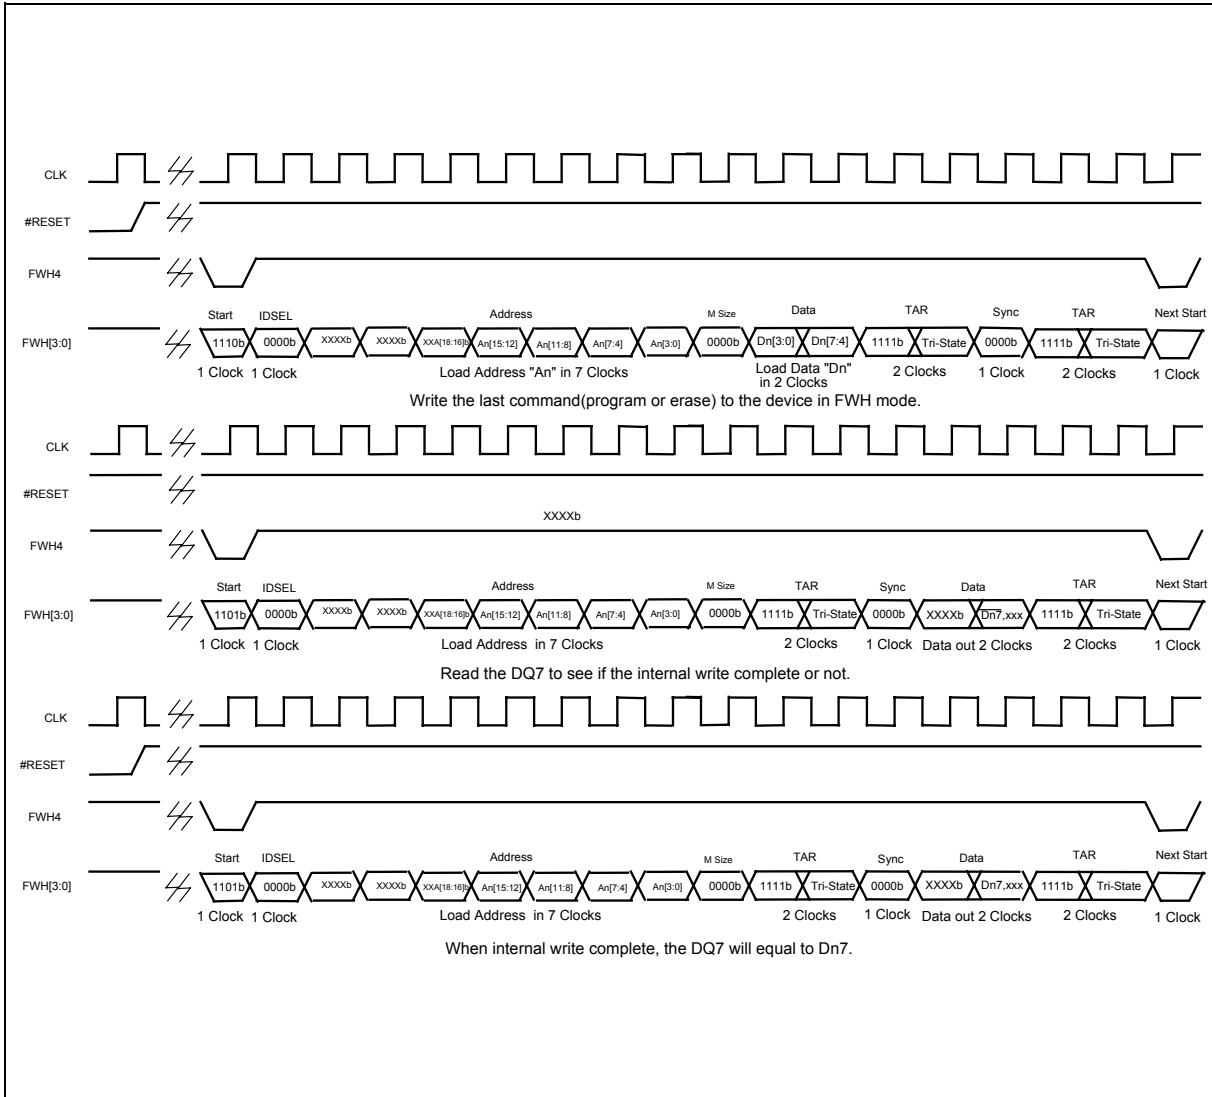 CLK
#RESET
FWH4
Start IDSEL Address M Size Data TAR Sync TAR Next Start
FWH[3:0] 1110b 0000b XXXXb XXXXb XXA[18:16]b An[15:12] An[11:8] An[7:4] An[3:0] 0000b Dn[3:0] Dn[7:4] 1111b Tri-State 0000b 1111b Tri-State
1 Clock 1 Clock Load Address "An" in 7 Clocks Load Data "Dn" 2 Clocks 1 Clock 2 Clocks 1 Clock
in 2 Clocks
Write the last command(program or erase) to the device in FWH mode.
CLK
#RESET
XXXXb
FWH4
Start IDSEL Address M Size TAR Sync Data TAR Next Start
FWH[3:0] 1101b 0000b XXXXb XXXXb XXA[18:16]b An[15:12] An[11:8] An[7:4] An[3:0] 0000b 1111b Tri-State 0000b XXXXb Dn7,xxx 1111b Tri-State
1 Clock 1 Clock Load Address in 7 Clocks 2 Clocks 1 Clock Data out 2 Clocks 2 Clocks 1 Clock
Read the DQ7 to see if the internal write complete or not.
CLK
#RESET
FWH4
Start IDSEL Address M Size TAR Sync Data TAR Next Start
FWH[3:0] 1101b 0000b XXXXb XXXXb XXA[18:16]b An[15:12] An[11:8] An[7:4] An[3:0] 0000b 1111b Tri-State 0000b XXXXb Dn7,xxx 1111b Tri-State
1 Clock 1 Clock Load Address in 7 Clocks 2 Clocks 1 Clock Data out 2 Clocks 2 Clocks 1 Clock
When internal write complete, the DQ7 will equal to Dn7.